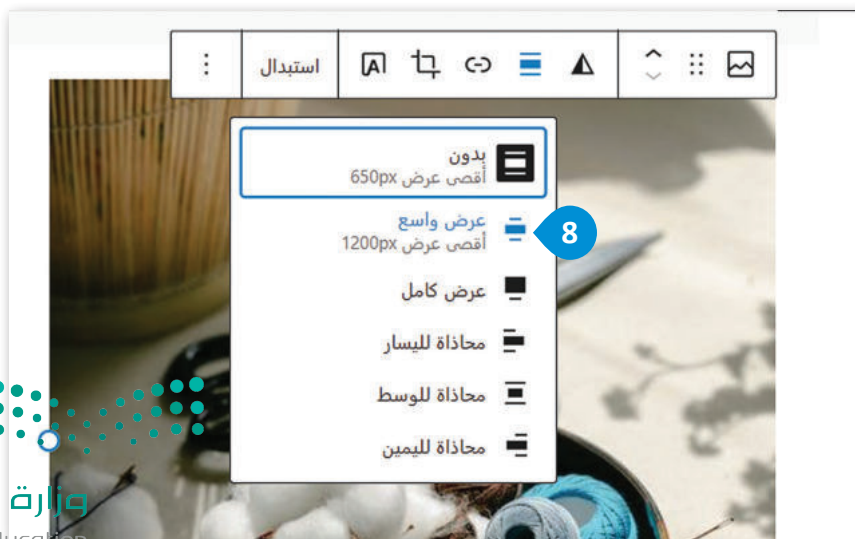 استبدال
بدون
أقصى عرض 650px
عرض واسع
أقصى عرض 1200px
8
عرض كامل
محاذاة لليسار
محاذاة للوسط
محاذاة لليمين
وزارة